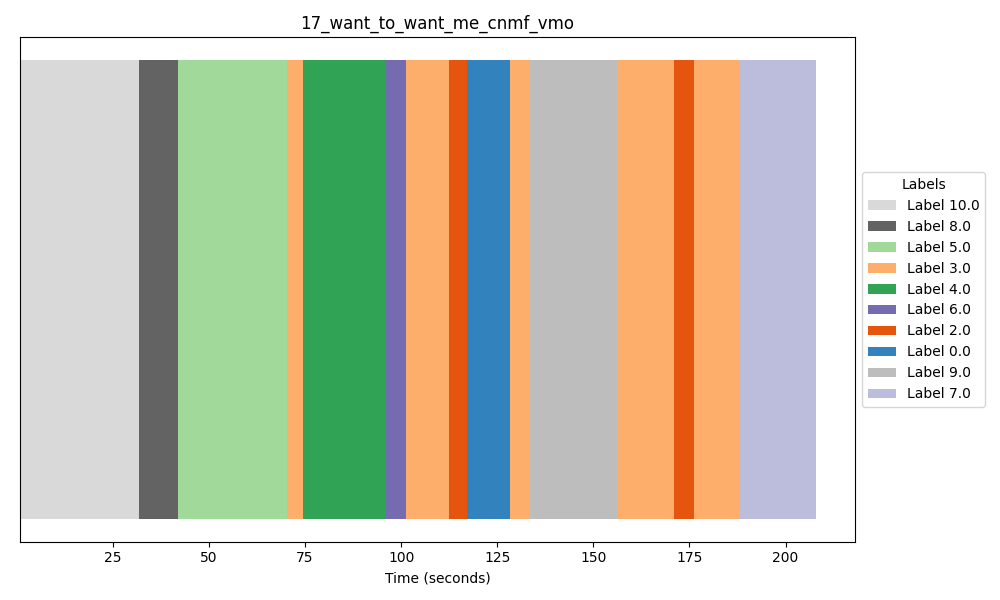 17_want_to_want_me_cnmf_vmo
Labels
Label 10.0
Label 8.0
Label 5.0
Label 3.0
Label 4.0
Label 6.0
Label 2.0
Label 0.0
Label 9.0
Label 7.0
25 50 75 100 125 150 175 200
Time (seconds)